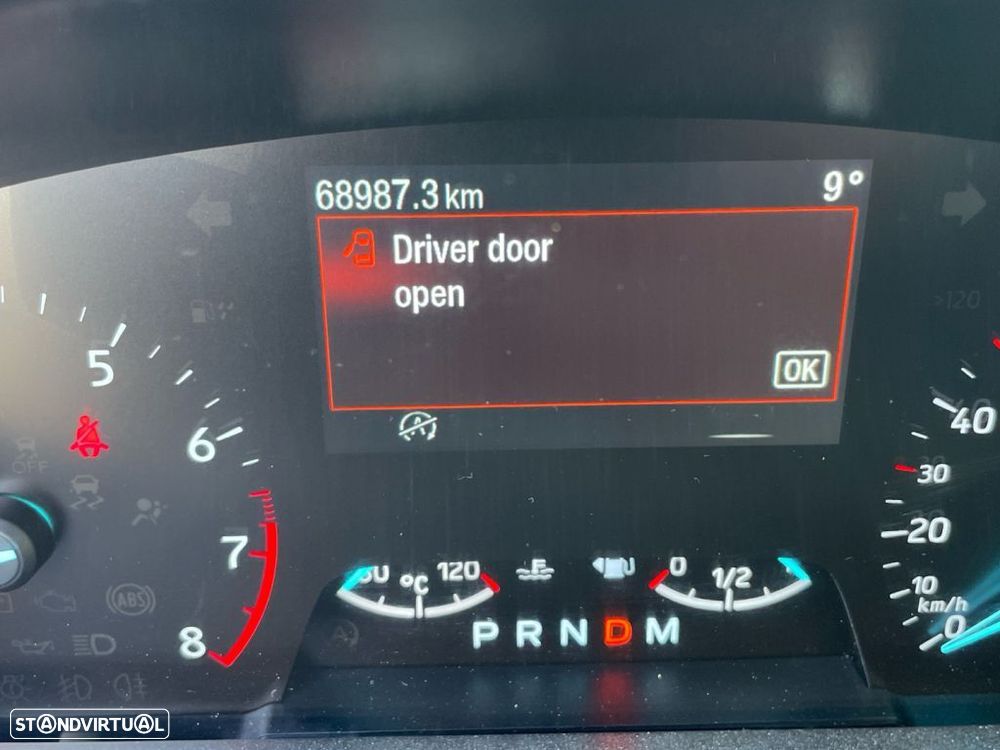 68987.3 km 9°
Driver door
open
OK
>120
5
6
7
8
OFF
ABS
40
30
20
10
km/h
0
°C 120
0 1/2
P R N D M
STANDVIRTUAL